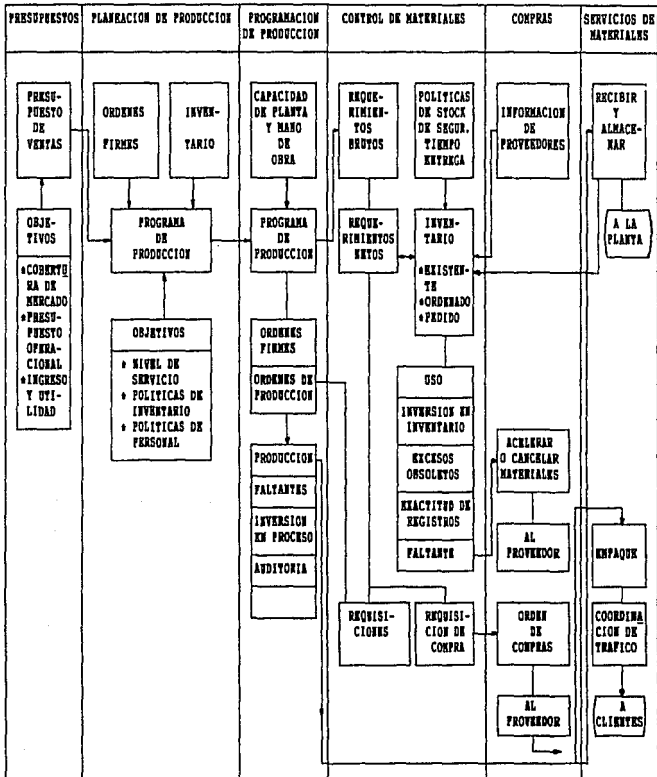 PRESUPUESTOS
PLANEACION DE PRODUCCION
PROGRAMACION
DE PRODUCCION
CONTROL DE MATERIALES
COMPRAS
SERVICIOS DE
MATERIALES
PRESU-
PUESTO
DE
VENTAS
OBJE-
TIVOS
*COBERTU
RA DE
MERCADO
*PRESU-
PUESTO
OPERA-
CIONAL
*INGRESO
Y UTI-
LIDAD
ORDENES
FIRMES
INVEN-
TARIO
PROGRAMA
DE
PRODUCCION
OBJETIVOS
* NIVEL DE
SERVICIO
* POLITICAS DE
INVENTARIO
* POLITICAS DE
PERSONAL
CAPACIDAD
DE PLANTA
Y MANO
DE
OBRA
PROGRAMA
DE
PRODUCCION
ORDENES
FIRMES
ORDENES DE
PRODUCCION
PRODUCCION
FALTANTES
INVERSION
EN PROCESO
AUDITORIA
REQUE-
RIMIEN-
TOS
BRUTOS
REQUE-
RIMIENTOS
NETOS
POLITICAS
DE STOCK
DE SEGUR.
TIEMPO
ENTREGA
INVEN-
TARIO
*EXISTEN-
TE
*ORDENADO
*PEDIDO
USO
INVERSION EN
INVENTARIO
EXCESOS
OBSOLETOS
EXACTITUD DE
REGISTROS
FALTANTE
REQUISI-
CIONES
REQUISI-
CION DE
COMPRA
INFORMACION
DE
PROVEEDORES
ACELERAR
O CANCELAR
MATERIALES
AL
PROVEEDOR
ORDEN
DE
COMPRAS
AL
PROVEEDOR
RECIBIR
Y
ALMACE-
NAR
A LA
PLANTA
EMPAQUE
COORDINA
CION DE
TRAFICO
A
CLIENTES